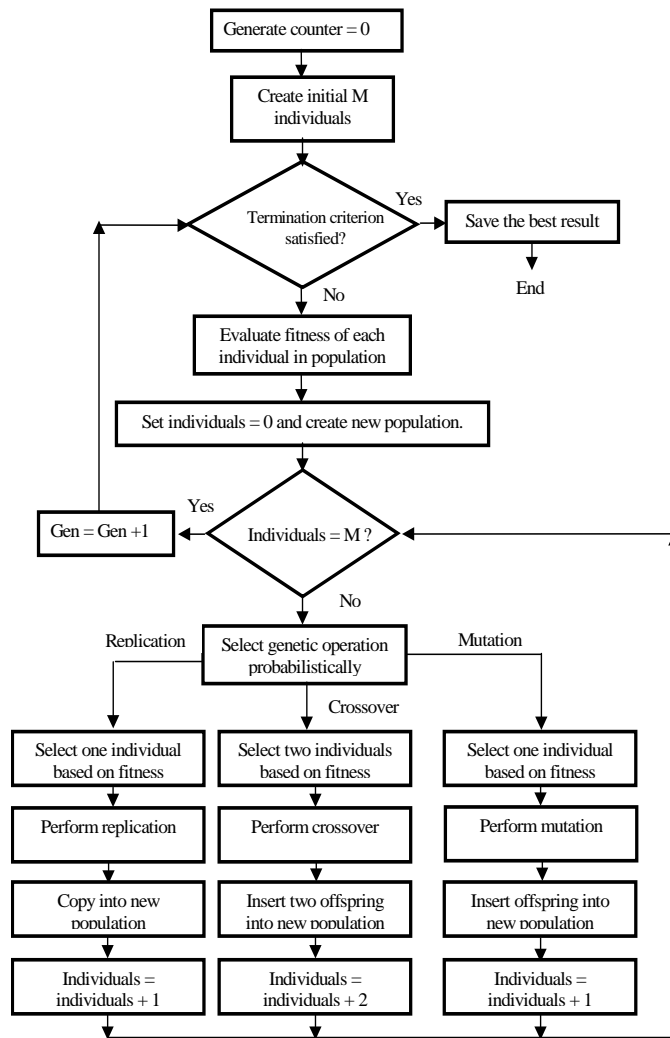 Generate counter = 0
Create initial M
individuals
Termination criterion
satisfied?
Yes
Save the best result
End
No
Evaluate fitness of each
individual in population
Set individuals = 0 and create new population.
Individuals = M ?
Yes
Gen = Gen +1
No
Select genetic operation
probabilistically
Replication
Crossover
Mutation
Select one individual
based on fitness
Select two individuals
based on fitness
Select one individual
based on fitness
Perform replication
Perform crossover
Perform mutation
Copy into new
population
Insert two offspring
into new population
Insert offspring into
new population
Individuals =
individuals + 1
Individuals =
individuals + 2
Individuals =
individuals + 1